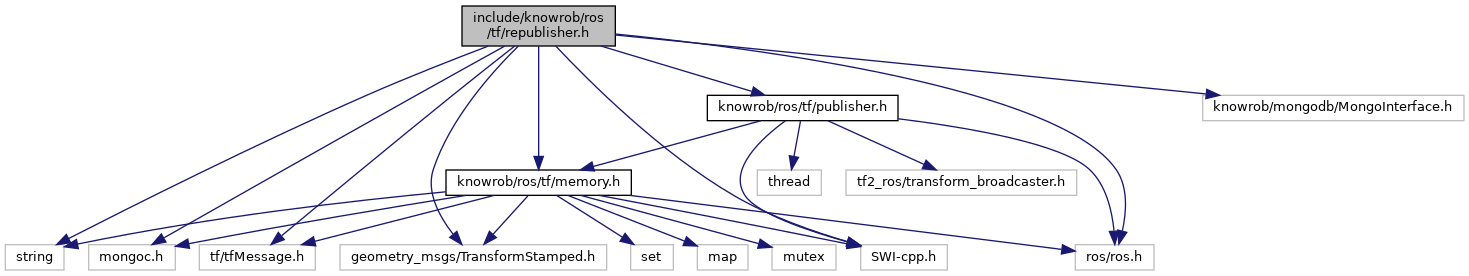 include/knowrob/ros
/tf/republisher.h
knowrob/ros/tf/publisher.h
knowrob/mongodb/MongoInterface.h
knowrob/ros/tf/memory.h
thread
tf2_ros/transform_broadcaster.h
string
mongoc.h
tf/tfMessage.h
geometry_msgs/TransformStamped.h
set
map
mutex
SWI-cpp.h
ros/ros.h